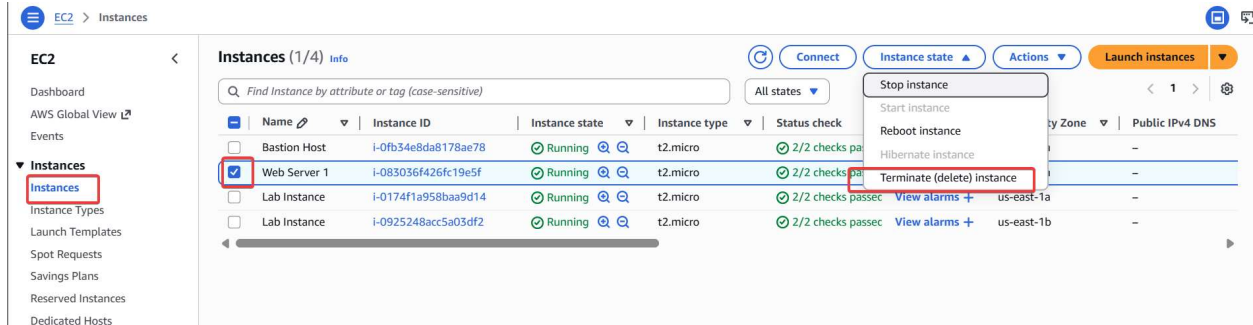 EC2 > Instances
EC2
Dashboard
AWS Global View
Events
Instances
Instances
Instance Types
Launch Templates
Spot Requests
Savings Plans
Reserved Instances
Dedicated Hosts
Instances (1/4) Info
Connect Instance state Actions Launch instances
Find Instance by attribute or tag (case-sensitive) All states 1
Stop instance
Start instance
Reboot instance
Hibernate instance
Terminate (delete) instance
Name Instance ID Instance state Instance type Status check ty Zone Public IPv4 DNS
Bastion Host i-0fb34e8da8178ae78 Running t2.micro 2/2 checks pas –
Web Server 1 i-083036f426fc19e5f Running t2.micro 2/2 checks pas –
Lab Instance i-0174f1a958baa9d14 Running t2.micro 2/2 checks passec View alarms + us-east-1a –
Lab Instance i-0925248acc5a03df2 Running t2.micro 2/2 checks passec View alarms + us-east-1b –